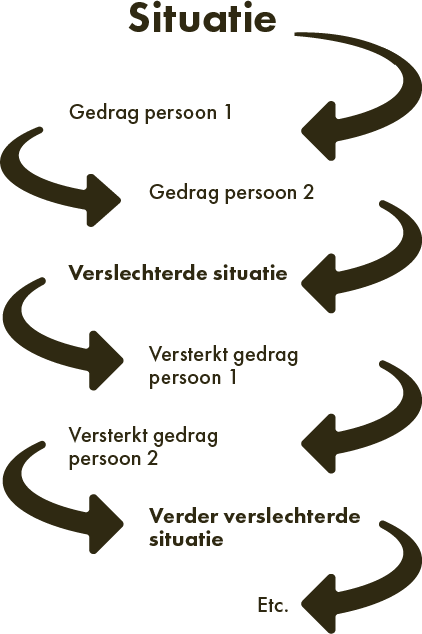 Situatie
Gedrag persoon 1
Gedrag persoon 2
Verslechterde situatie
Versterkt gedrag
persoon 1
Versterkt gedrag
persoon 2
Verder verslechterde
situatie
Etc.